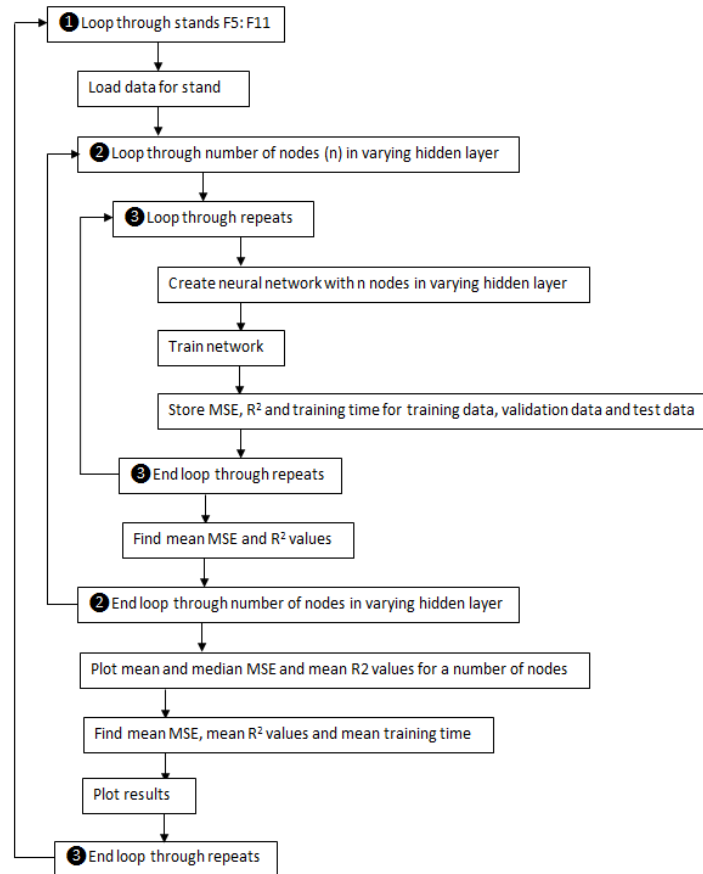 ❶ Loop through stands F5: F11
Load data for stand
❷ Loop through number of nodes (n) in varying hidden layer
❸ Loop through repeats
Create neural network with n nodes in varying hidden layer
Train network
Store MSE, R² and training time for training data, validation data and test data
❸ End loop through repeats
Find mean MSE and R² values
❷ End loop through number of nodes in varying hidden layer
Plot mean and median MSE and mean R2 values for a number of nodes
Find mean MSE, mean R² values and mean training time
Plot results
❸ End loop through repeats